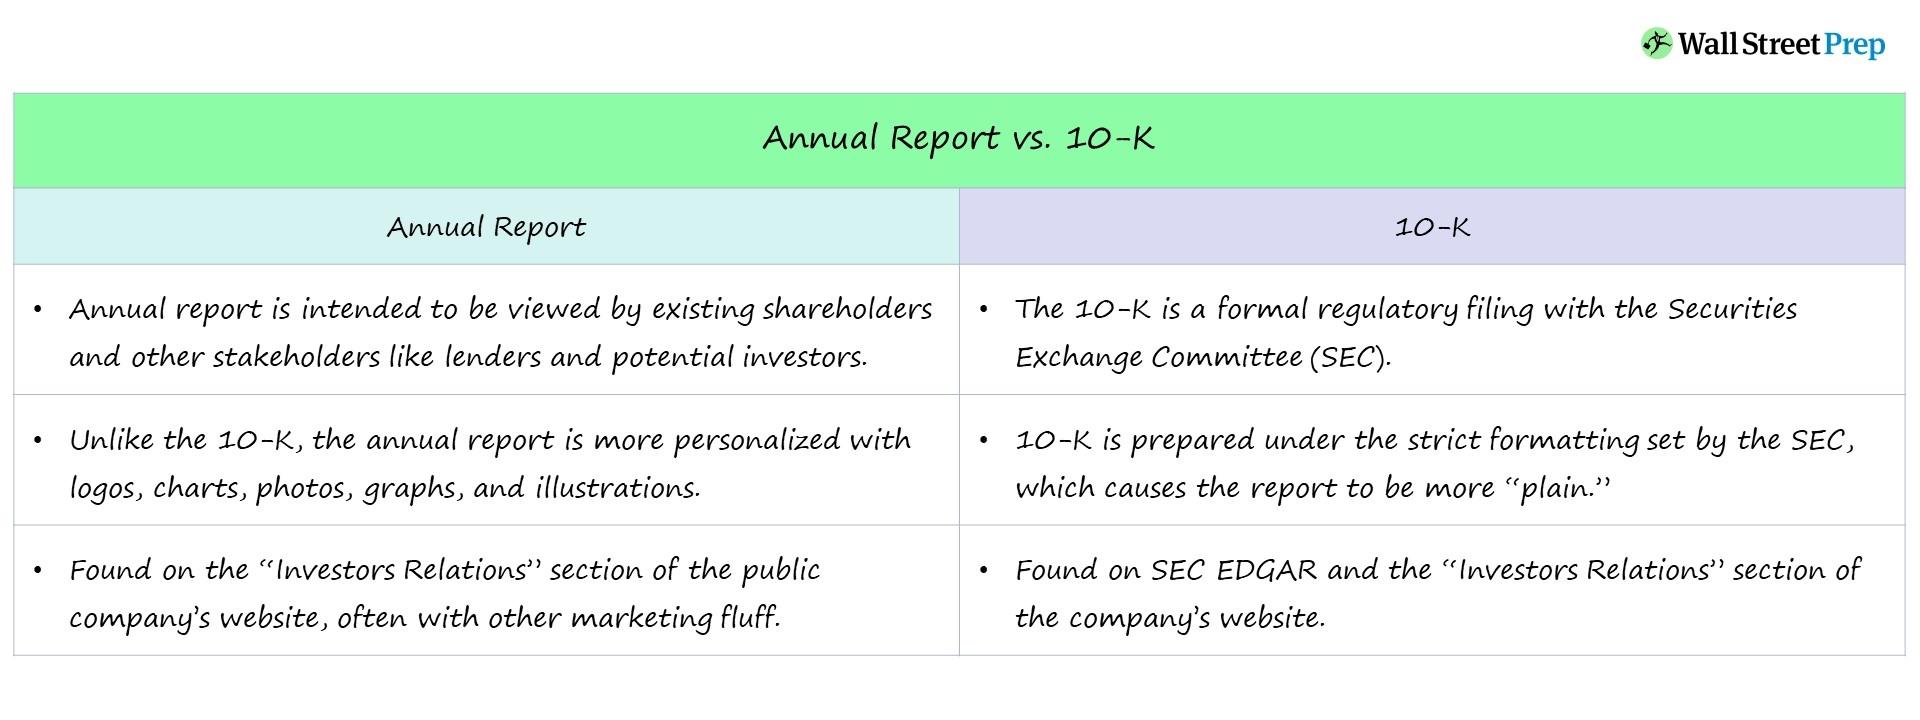 Wall Street Prep
Annual Report vs. 10-K
Annual Report
10-K
• Annual report is intended to be viewed by existing shareholders
and other stakeholders like lenders and potential investors.
• The 10-K is a formal regulatory filing with the Securities
Exchange Committee (SEC).
• Unlike the 10-K, the annual report is more personalized with
logos, charts, photos, graphs, and illustrations.
• 10-K is prepared under the strict formatting set by the SEC,
which causes the report to be more “plain.”
• Found on the “Investors Relations” section of the public
company’s website, often with other marketing fluff.
• Found on SEC EDGAR and the “Investors Relations” section of
the company’s website.